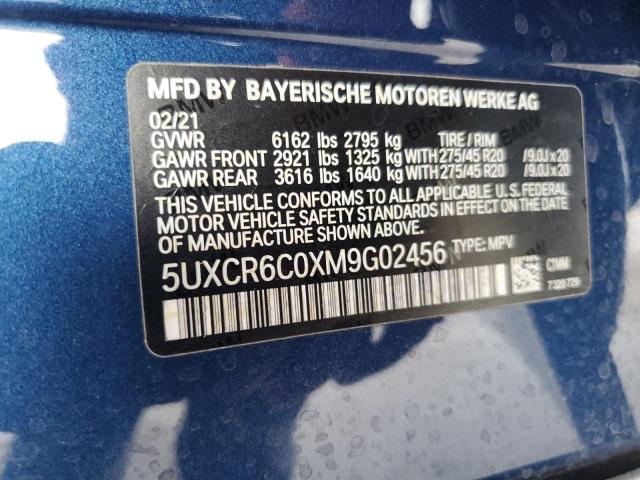 MFD BY BAYERISCHE MOTOREN WERKE AG
02/21
GVWR 6162 lbs 2795 kg TIRE / RIM
GAWR FRONT 2921 lbs 1325 kg WITH 275/45 R20 /9.0J x 20
GAWR REAR 3616 lbs 1640 kg WITH 275/45 R20 /9.0J x 20
THIS VEHICLE CONFORMS TO ALL APPLICABLE U. S. FEDERAL
MOTOR VEHICLE SAFETY STANDARDS IN EFFECT ON THE DATE
OF MANUFACTURE SHOWN ABOVE.
5UXCR6C0XM9G02456 TYPE: MPV
C1MM
7320729